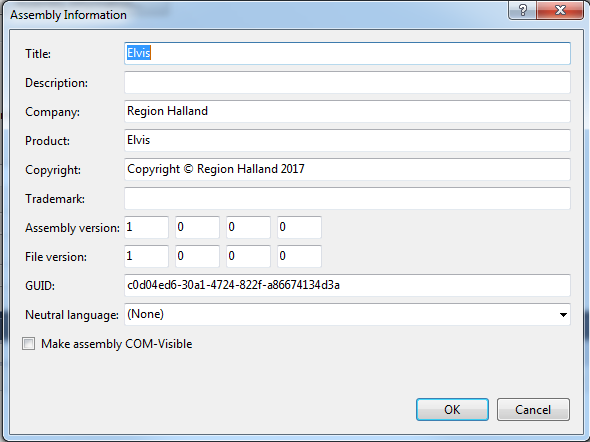 Assembly Information
Title: Elvis
Description:
Company: Region Halland
Product: Elvis
Copyright: Copyright © Region Halland 2017
Trademark:
Assembly version: 1 0 0 0
File version: 1 0 0 0
GUID: c0d04ed6-30a1-4724-822f-a86674134d3a
Neutral language: (None)
Make assembly COM-Visible
OK Cancel